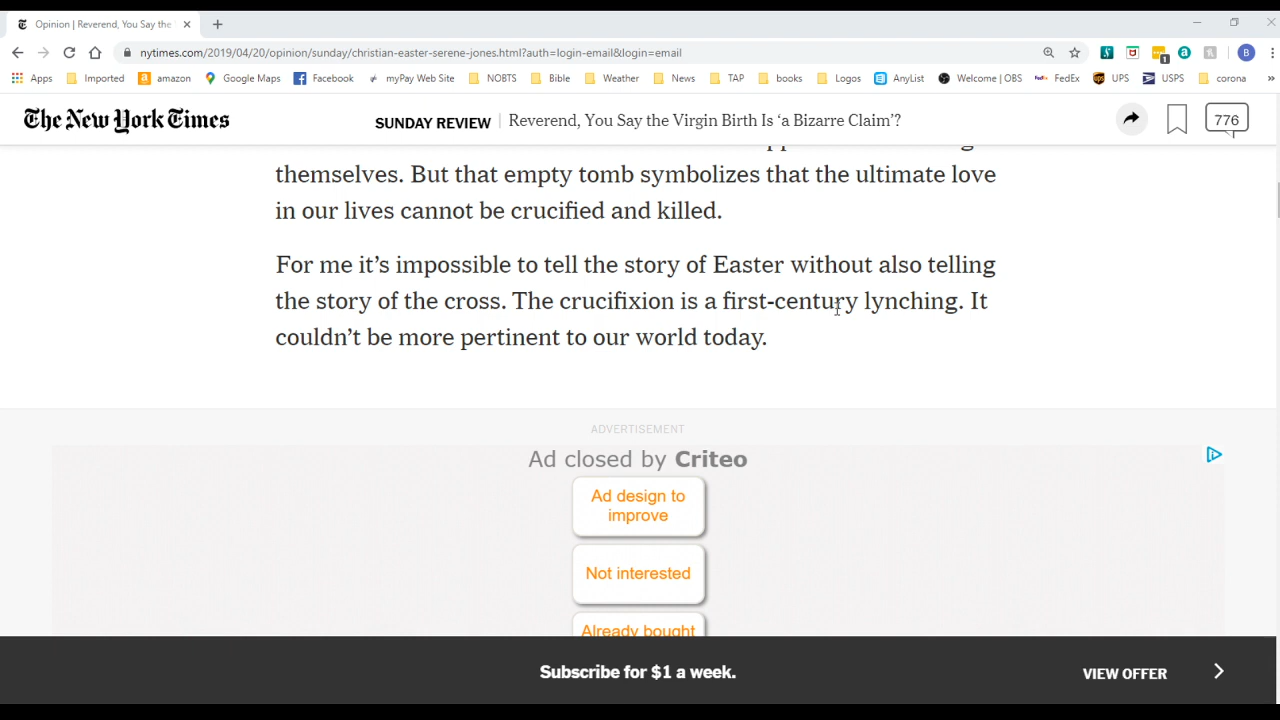 Opinion | Reverend, You Say the
nytimes.com/2019/04/20/opinion/sunday/christian-easter-serene-jones.html?auth=login-email&login=email
1
B
Apps Imported amazon Google Maps Facebook myPay Web Site NOBTS Bible Weather News TAP books Logos AnyList Welcome | OBS FedEx UPS USPS corona »
The New York Times
SUNDAY REVIEW | Reverend, You Say the Virgin Birth Is ‘a Bizarre Claim’?
776
themselves. But that empty tomb symbolizes that the ultimate love
in our lives cannot be crucified and killed.
For me it’s impossible to tell the story of Easter without also telling
the story of the cross. The crucifixion is a first-century lynching. It
couldn’t be more pertinent to our world today.
ADVERTISEMENT
Ad closed by Criteo
Ad design to
improve
Not interested
Already bought
Subscribe for $1 a week.
VIEW OFFER